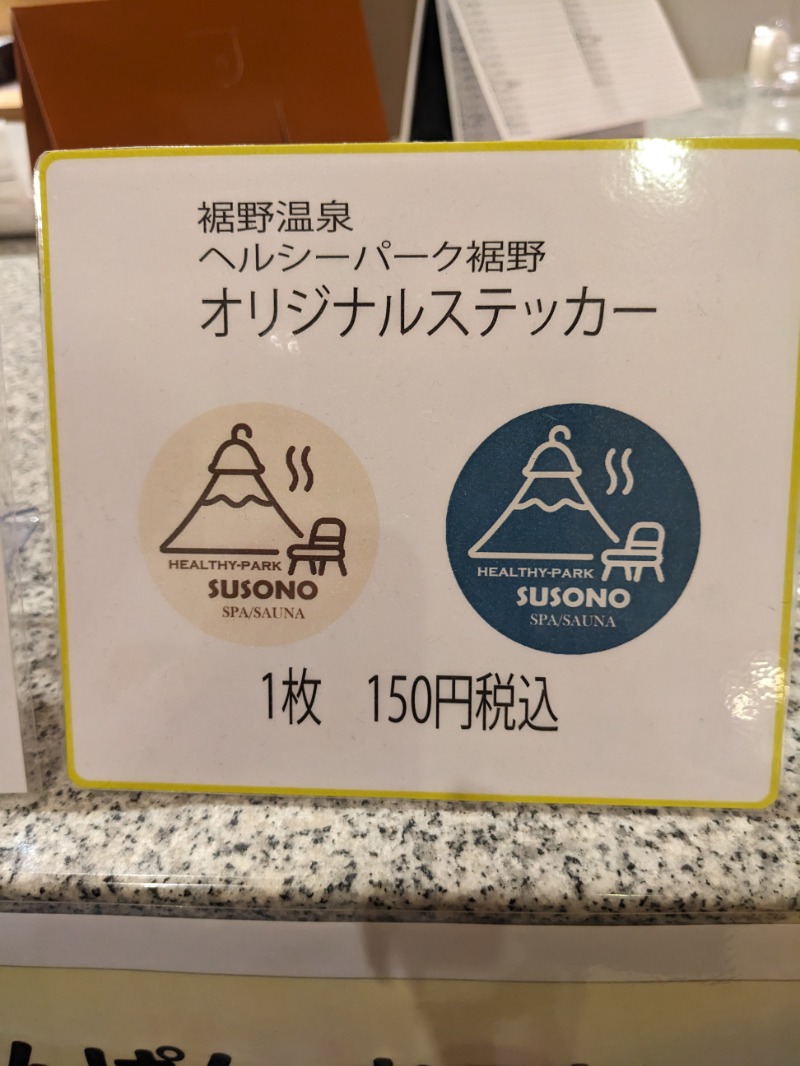 裾野温泉
ヘルシーパーク裾野
オリジナルステッカー
HEALTHY-PARK
SUSONO
SPA/SAUNA
HEALTHY-PARK
SUSONO
SPA/SAUNA
1枚　150円税込